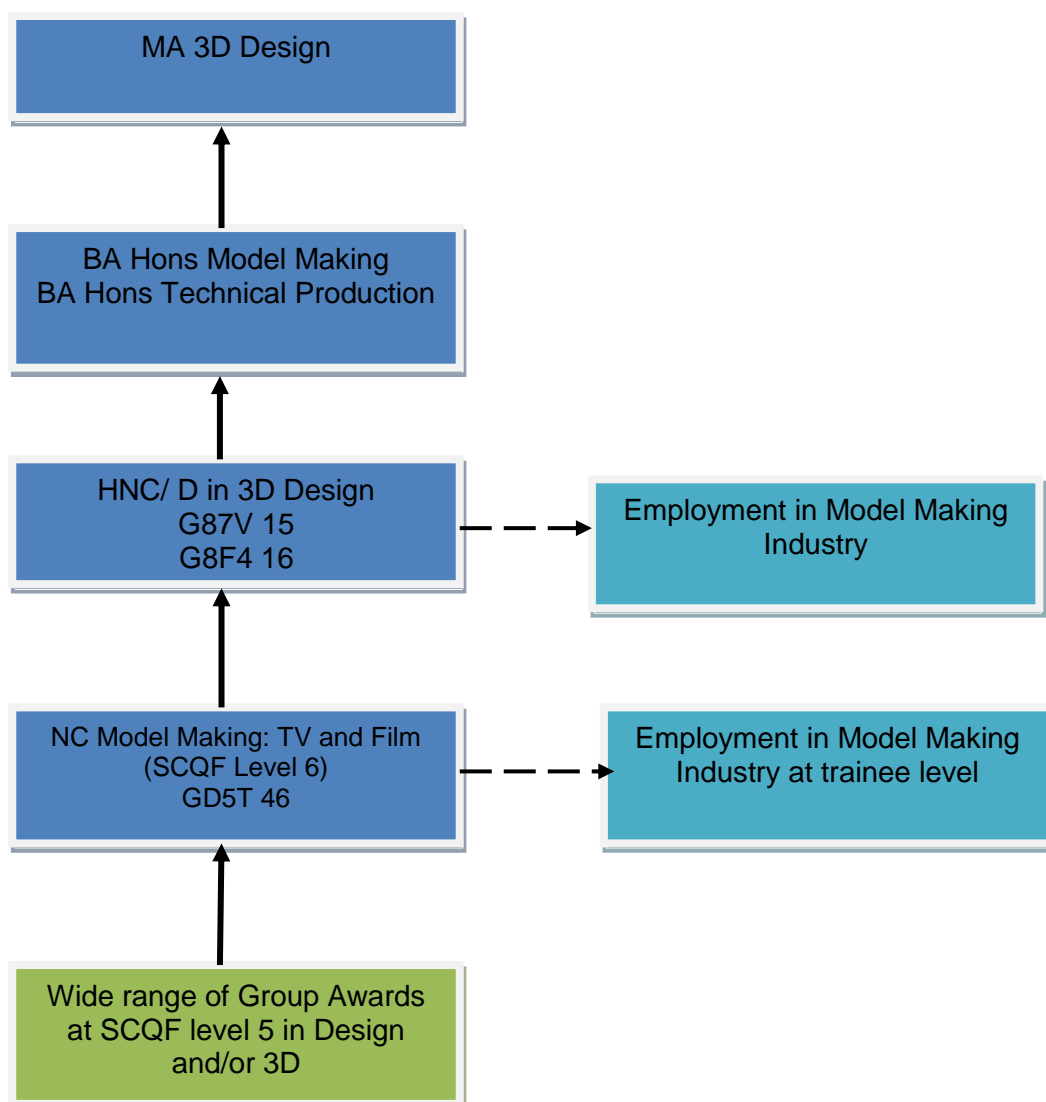 MA 3D Design
BA Hons Model Making
BA Hons Technical Production
HNC/ D in 3D Design
G87V 15
G8F4 16
Employment in Model Making
Industry
NC Model Making: TV and Film
(SCQF Level 6)
GD5T 46
Employment in Model Making
Industry at trainee level
Wide range of Group Awards
at SCQF level 5 in Design
and/or 3D